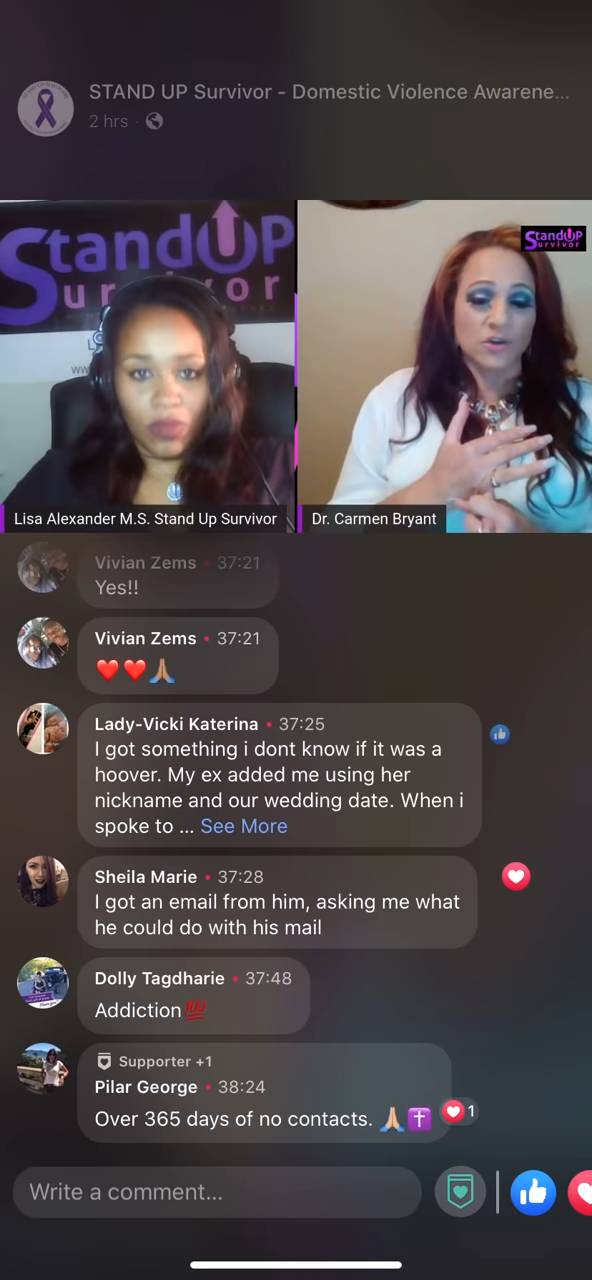 STAND UP Survivor - Domestic Violence Awarene...
2 hrs ·
StandUP
Survivor
StandUP
Survivor
Lisa Alexander M.S. Stand Up Survivor
Dr. Carmen Bryant
Vivian Zems • 37:21
Yes!!
Vivian Zems • 37:21
❤️❤️🙏🏽
Lady-Vicki Katerina • 37:25
I got something i dont know if it was a
hoover. My ex added me using her
nickname and our wedding date. When i
spoke to ... See More
Sheila Marie • 37:28
I got an email from him, asking me what
he could do with his mail
Dolly Tagdharie • 37:48
Addiction💯
Supporter +1
Pilar George • 38:24
Over 365 days of no contacts. 🙏🏼✝️
1
Write a comment...